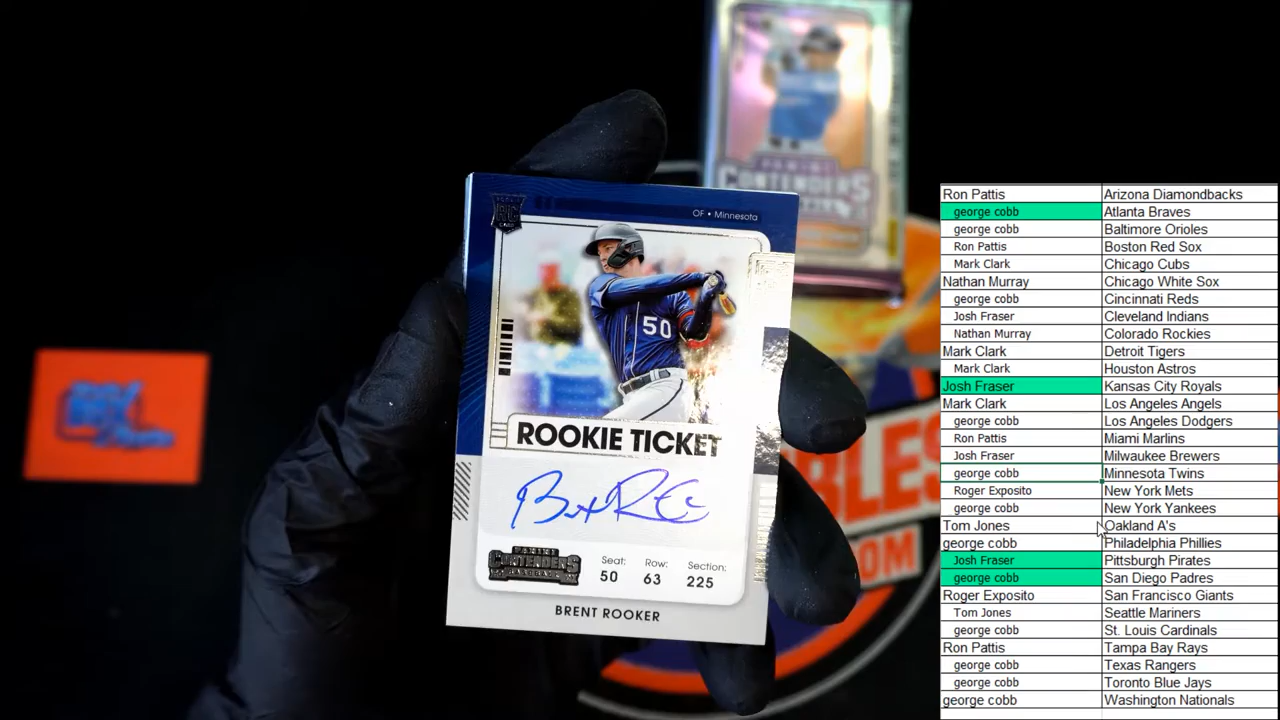 CONTENDERS
RC
OF • Minnesota
50
ROOKIE TICKET
PANINI
CONTENDERS
BASEBALL
Seat: Row: Section:
50 63 225
BRENT ROOKER
BLES
.COM
Ron Pattis Arizona Diamondbacks
george cobb Atlanta Braves
george cobb Baltimore Orioles
Ron Pattis Boston Red Sox
Mark Clark Chicago Cubs
Nathan Murray Chicago White Sox
george cobb Cincinnati Reds
Josh Fraser Cleveland Indians
Nathan Murray Colorado Rockies
Mark Clark Detroit Tigers
Mark Clark Houston Astros
Josh Fraser Kansas City Royals
Mark Clark Los Angeles Angels
george cobb Los Angeles Dodgers
Ron Pattis Miami Marlins
Josh Fraser Milwaukee Brewers
george cobb Minnesota Twins
Roger Exposito New York Mets
george cobb New York Yankees
Tom Jones Oakland A's
george cobb Philadelphia Phillies
Josh Fraser Pittsburgh Pirates
george cobb San Diego Padres
Roger Exposito San Francisco Giants
Tom Jones Seattle Mariners
george cobb St. Louis Cardinals
Ron Pattis Tampa Bay Rays
george cobb Texas Rangers
george cobb Toronto Blue Jays
george cobb Washington Nationals